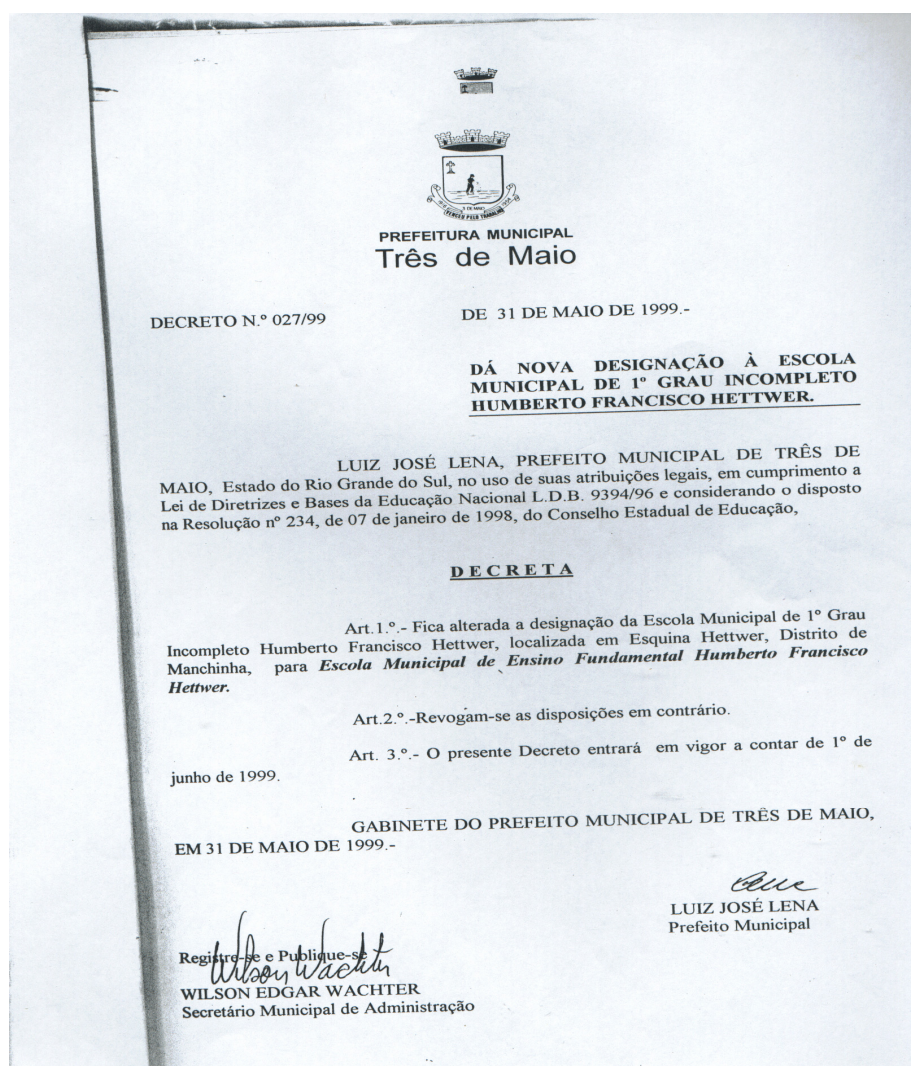 5 DE MAIO
VENCEU PELO TRABALHO
PREFEITURA MUNICIPAL
Três de Maio
DECRETO N.º 027/99 DE 31 DE MAIO DE 1999.-
DÁ NOVA DESIGNAÇÃO À ESCOLA
MUNICIPAL DE 1º GRAU INCOMPLETO
HUMBERTO FRANCISCO HETTWER.
LUIZ JOSÉ LENA, PREFEITO MUNICIPAL DE TRÊS DE
MAIO, Estado do Rio Grande do Sul, no uso de suas atribuições legais, em cumprimento a
Lei de Diretrizes e Bases da Educação Nacional L.D.B. 9394/96 e considerando o disposto
na Resolução nº 234, de 07 de janeiro de 1998, do Conselho Estadual de Educação,
D E C R E T A
Art.1.º.- Fica alterada a designação da Escola Municipal de 1º Grau
Incompleto Humberto Francisco Hettwer, localizada em Esquina Hettwer, Distrito de
Manchinha, para Escola Municipal de Ensino Fundamental Humberto Francisco
Hettwer.
Art.2.º.-Revogam-se as disposições em contrário.
Art. 3.º.- O presente Decreto entrará em vigor a contar de 1º de
junho de 1999.
GABINETE DO PREFEITO MUNICIPAL DE TRÊS DE MAIO,
EM 31 DE MAIO DE 1999.-
LUIZ JOSÉ LENA
Prefeito Municipal
Registre-se e Publique-se
Wilson Wachter
WILSON EDGAR WACHTER
Secretário Municipal de Administração